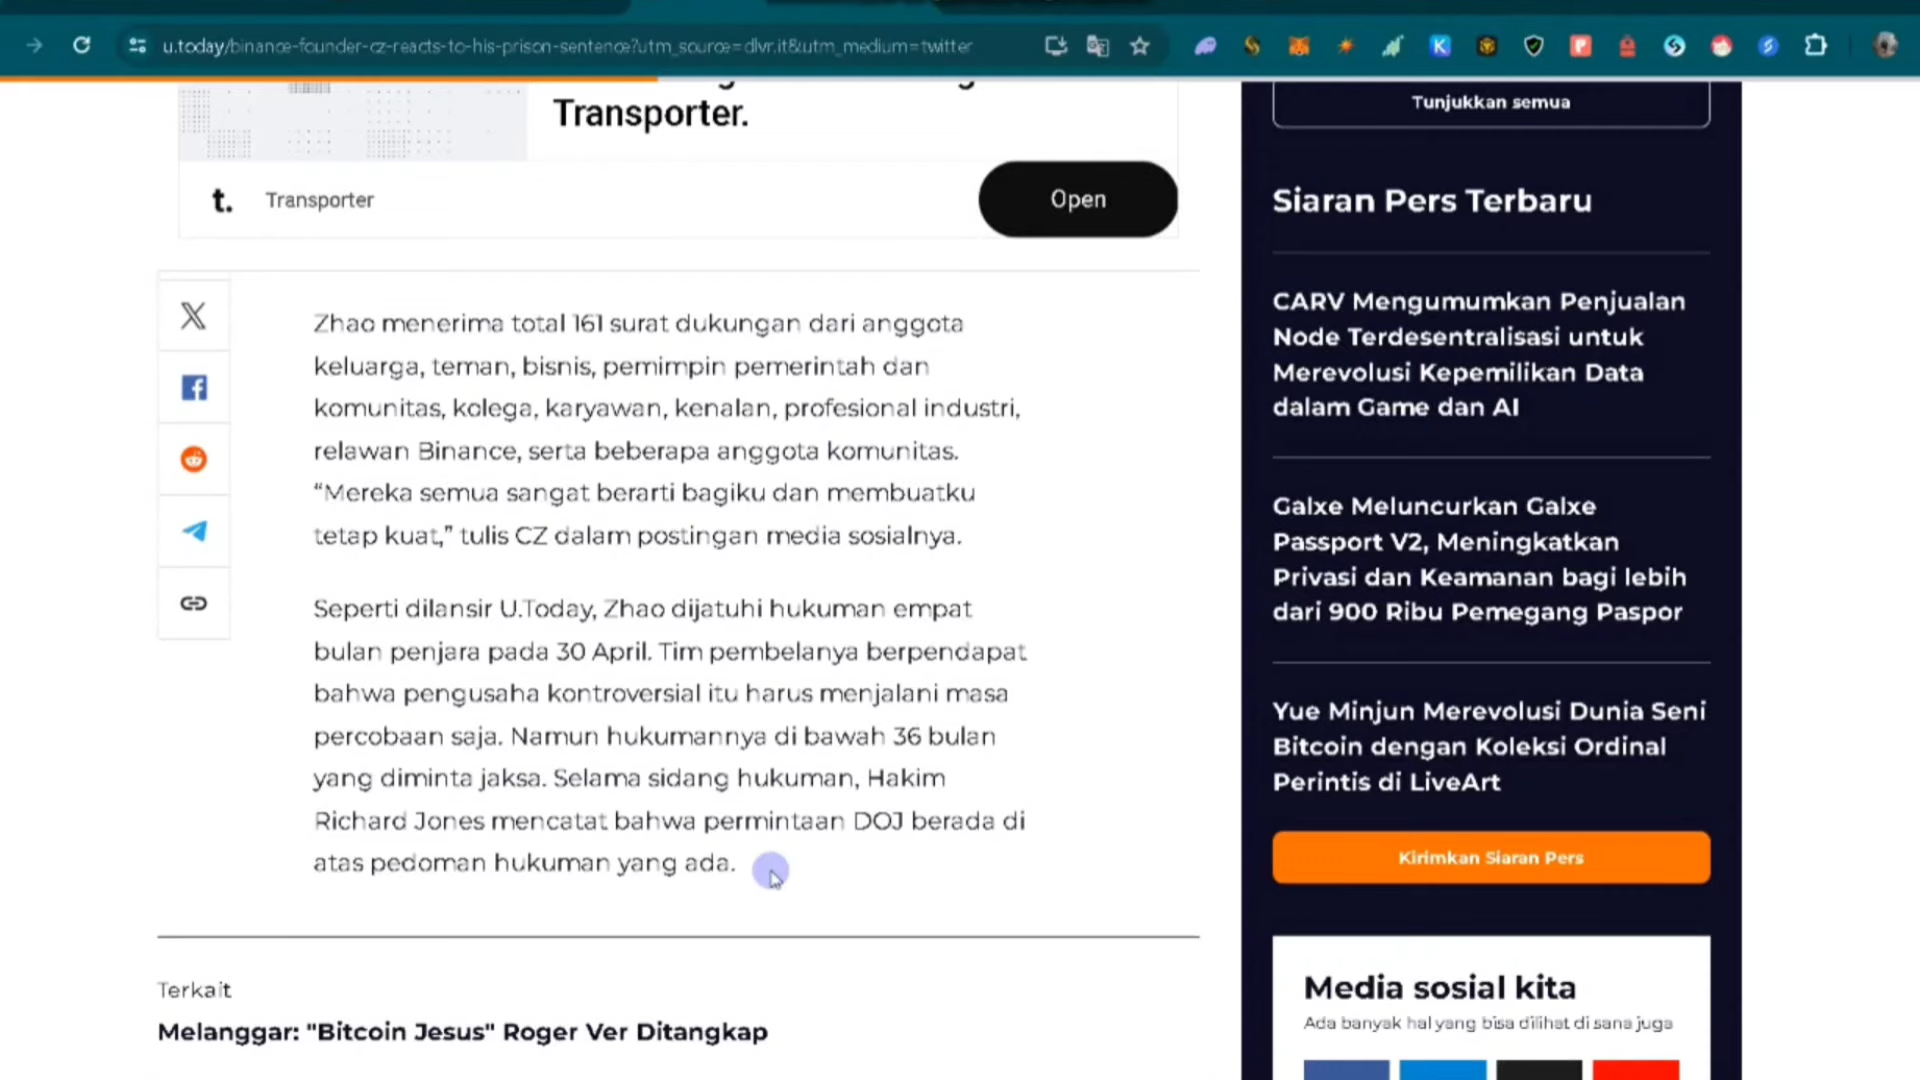 u.today/binance-founder-cz-reacts-to-his-prison-sentence?utm_source=dlvr.it&utm_medium=twitter
Transporter.
t. Transporter
Open
Zhao menerima total 161 surat dukungan dari anggota
keluarga, teman, bisnis, pemimpin pemerintah dan
komunitas, kolega, karyawan, kenalan, profesional industri,
relawan Binance, serta beberapa anggota komunitas.
“Mereka semua sangat berarti bagiku dan membuatku
tetap kuat,” tulis CZ dalam postingan media sosialnya.
Seperti dilansir U.Today, Zhao dijatuhi hukuman empat
bulan penjara pada 30 April. Tim pembelanya berpendapat
bahwa pengusaha kontroversial itu harus menjalani masa
percobaan saja. Namun hukumannya di bawah 36 bulan
yang diminta jaksa. Selama sidang hukuman, Hakim
Richard Jones mencatat bahwa permintaan DOJ berada di
atas pedoman hukuman yang ada.
Terkait
Melanggar: "Bitcoin Jesus" Roger Ver Ditangkap
Tunjukkan semua
Siaran Pers Terbaru
CARV Mengumumkan Penjualan
Node Terdesentralisasi untuk
Merevolusi Kepemilikan Data
dalam Game dan AI
Galxe Meluncurkan Galxe
Passport V2, Meningkatkan
Privasi dan Keamanan bagi lebih
dari 900 Ribu Pemegang Paspor
Yue Minjun Merevolusi Dunia Seni
Bitcoin dengan Koleksi Ordinal
Perintis di LiveArt
Kirimkan Siaran Pers
Media sosial kita
Ada banyak hal yang bisa dilihat di sana juga